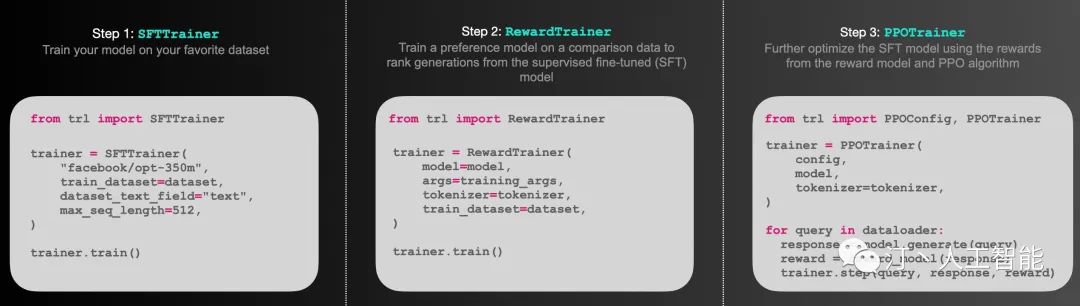 Step 1: SFTTrainer
Train your model on your favorite dataset
from trl import SFTTrainer
trainer = SFTTrainer(
"facebook/opt-350m",
train_dataset=dataset,
dataset_text_field="text",
max_seq_length=512,
)
trainer.train()
Step 2: RewardTrainer
Train a preference model on a comparison data to
rank generations from the supervised fine-tuned (SFT)
model
from trl import RewardTrainer
trainer = RewardTrainer(
model=model,
args=training_args,
tokenizer=tokenizer,
train_dataset=dataset,
)
trainer.train()
Step 3: PPOTrainer
Further optimize the SFT model using the rewards
from the reward model and PPO algorithm
from trl import PPOConfig, PPOTrainer
trainer = PPOTrainer(
config,
model,
tokenizer=tokenizer,
)
for query in dataloader:
response model.generate(query)
reward = model(response)
trainer.step(query, response, reward)
汀丶人工智能